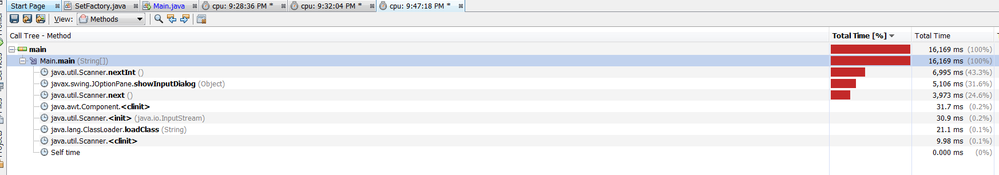 Start Page SetFactory.java Main.java cpu: 9:28:36 PM * cpu: 9:32:04 PM * cpu: 9:47:18 PM *
View: Methods
Call Tree - Method Total Time [%] Total Time
main 16,169 ms (100%)
Main.main (String[]) 16,169 ms (100%)
java.util.Scanner.nextInt () 6,995 ms (43.3%)
javax.swing.JOptionPane.showInputDialog (Object) 5,106 ms (31.6%)
java.util.Scanner.next () 3,973 ms (24.6%)
java.awt.Component.<clinit> 31.7 ms (0.2%)
java.util.Scanner.<init> (java.io.InputStream) 30.9 ms (0.2%)
java.lang.ClassLoader.loadClass (String) 21.1 ms (0.1%)
java.util.Scanner.<clinit> 9.98 ms (0.1%)
Self time 0.000 ms (0%)